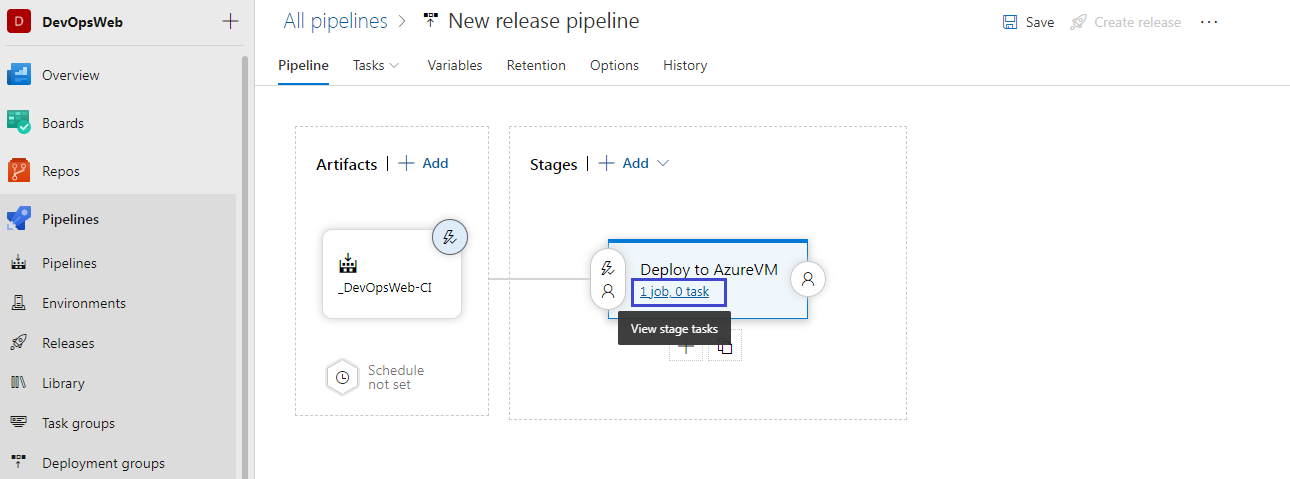 D DevOpsWeb
Overview
Boards
Repos
Pipelines
Pipelines
Environments
Releases
Library
Task groups
Deployment groups
All pipelines > New release pipeline
Save
Create release
...
Pipeline Tasks Variables Retention Options History
Artifacts | + Add
_DevOpsWeb-CI
Schedule
not set
Stages | + Add
Deploy to AzureVM
1 job, 0 task
View stage tasks